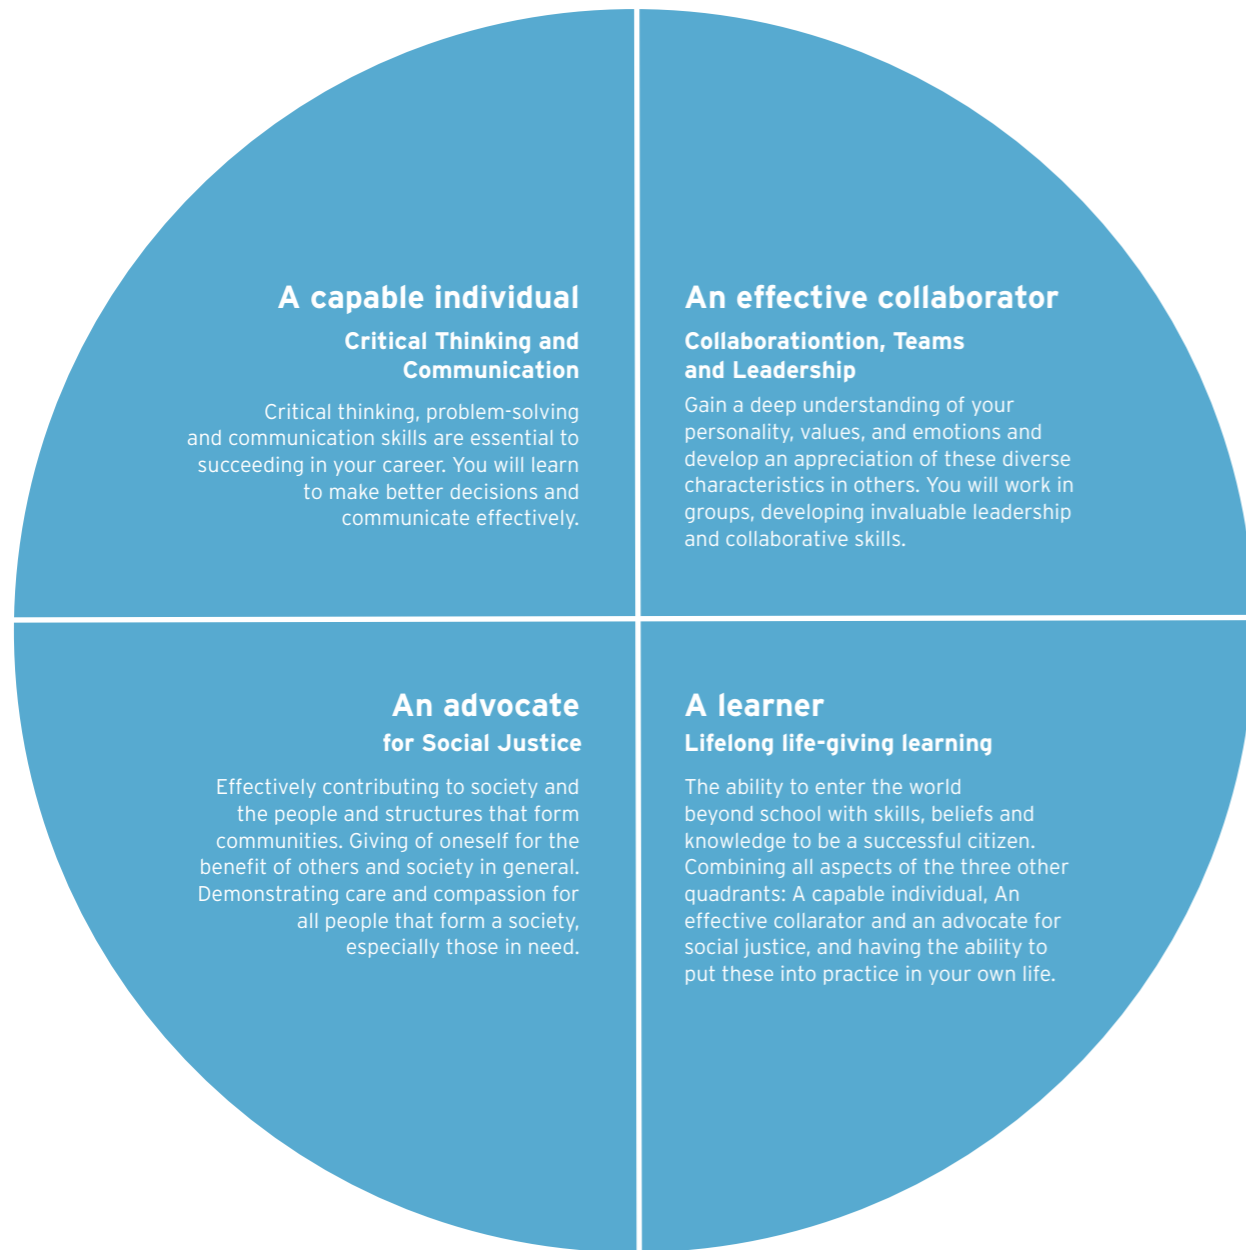 A capable individual
Critical Thinking and
Communication
Critical thinking, problem-solving
and communication skills are essential to
succeeding in your career. You will learn
to make better decisions and
communicate effectively.
An effective collaborator
Collaborationtion, Teams
and Leadership
Gain a deep understanding of your
personality, values, and emotions and
develop an appreciation of these diverse
characteristics in others. You will work in
groups, developing invaluable leadership
and collaborative skills.
An advocate
for Social Justice
Effectively contributing to society and
the people and structures that form
communities. Giving of oneself for the
benefit of others and society in general.
Demonstrating care and compassion for
all people that form a society,
especially those in need.
A learner
Lifelong life-giving learning
The ability to enter the world
beyond school with skills, beliefs and
knowledge to be a successful citizen.
Combining all aspects of the three other
quadrants: A capable individual, An
effective collarator and an advocate for
social justice, and having the ability to
put these into practice in your own life.